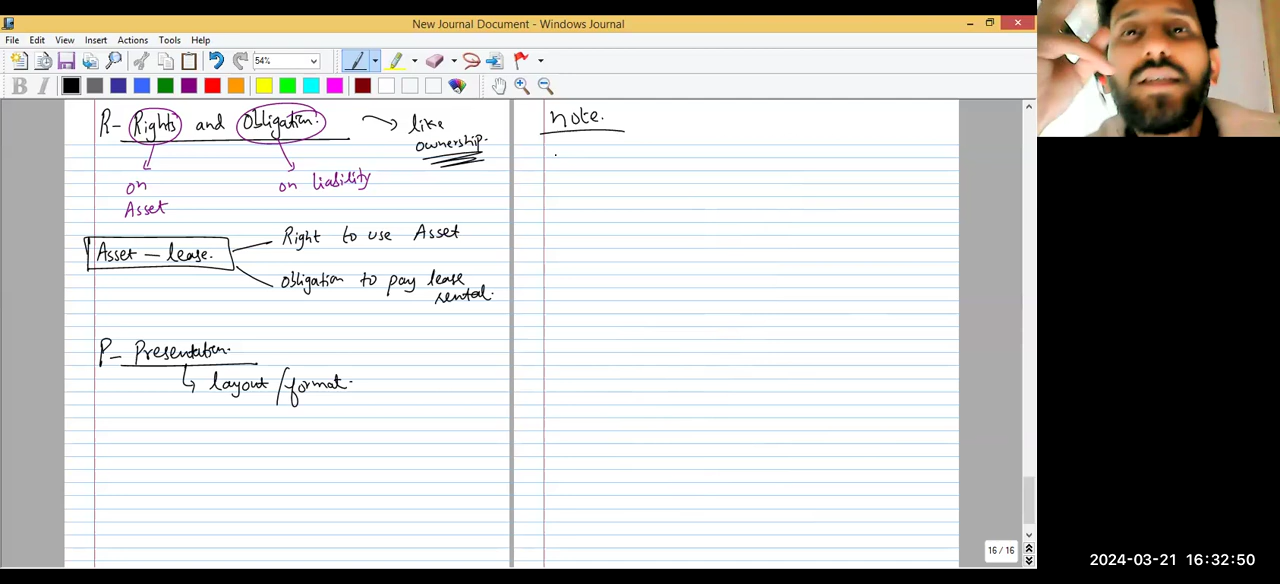 New Journal Document - Windows Journal
File Edit View Insert Actions Tools Help
54%
B I
R- Rights and Obligation: like
ownership.
on
Asset
on liability
Asset - lease.
Right to use Asset
Obligation to pay lease
rental.
P- Presentation.
layout/format.
note.
16 / 16
2024-03-21 16:32:50